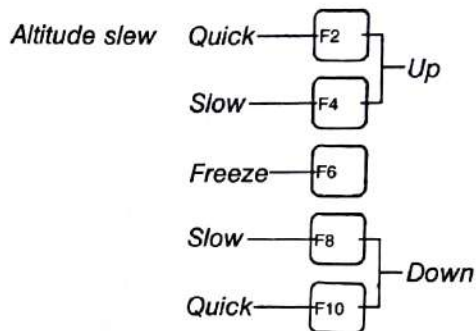 Altitude slew Quick F2
Up
Slow F4
Freeze F6
Slow F8
Down
Quick F10